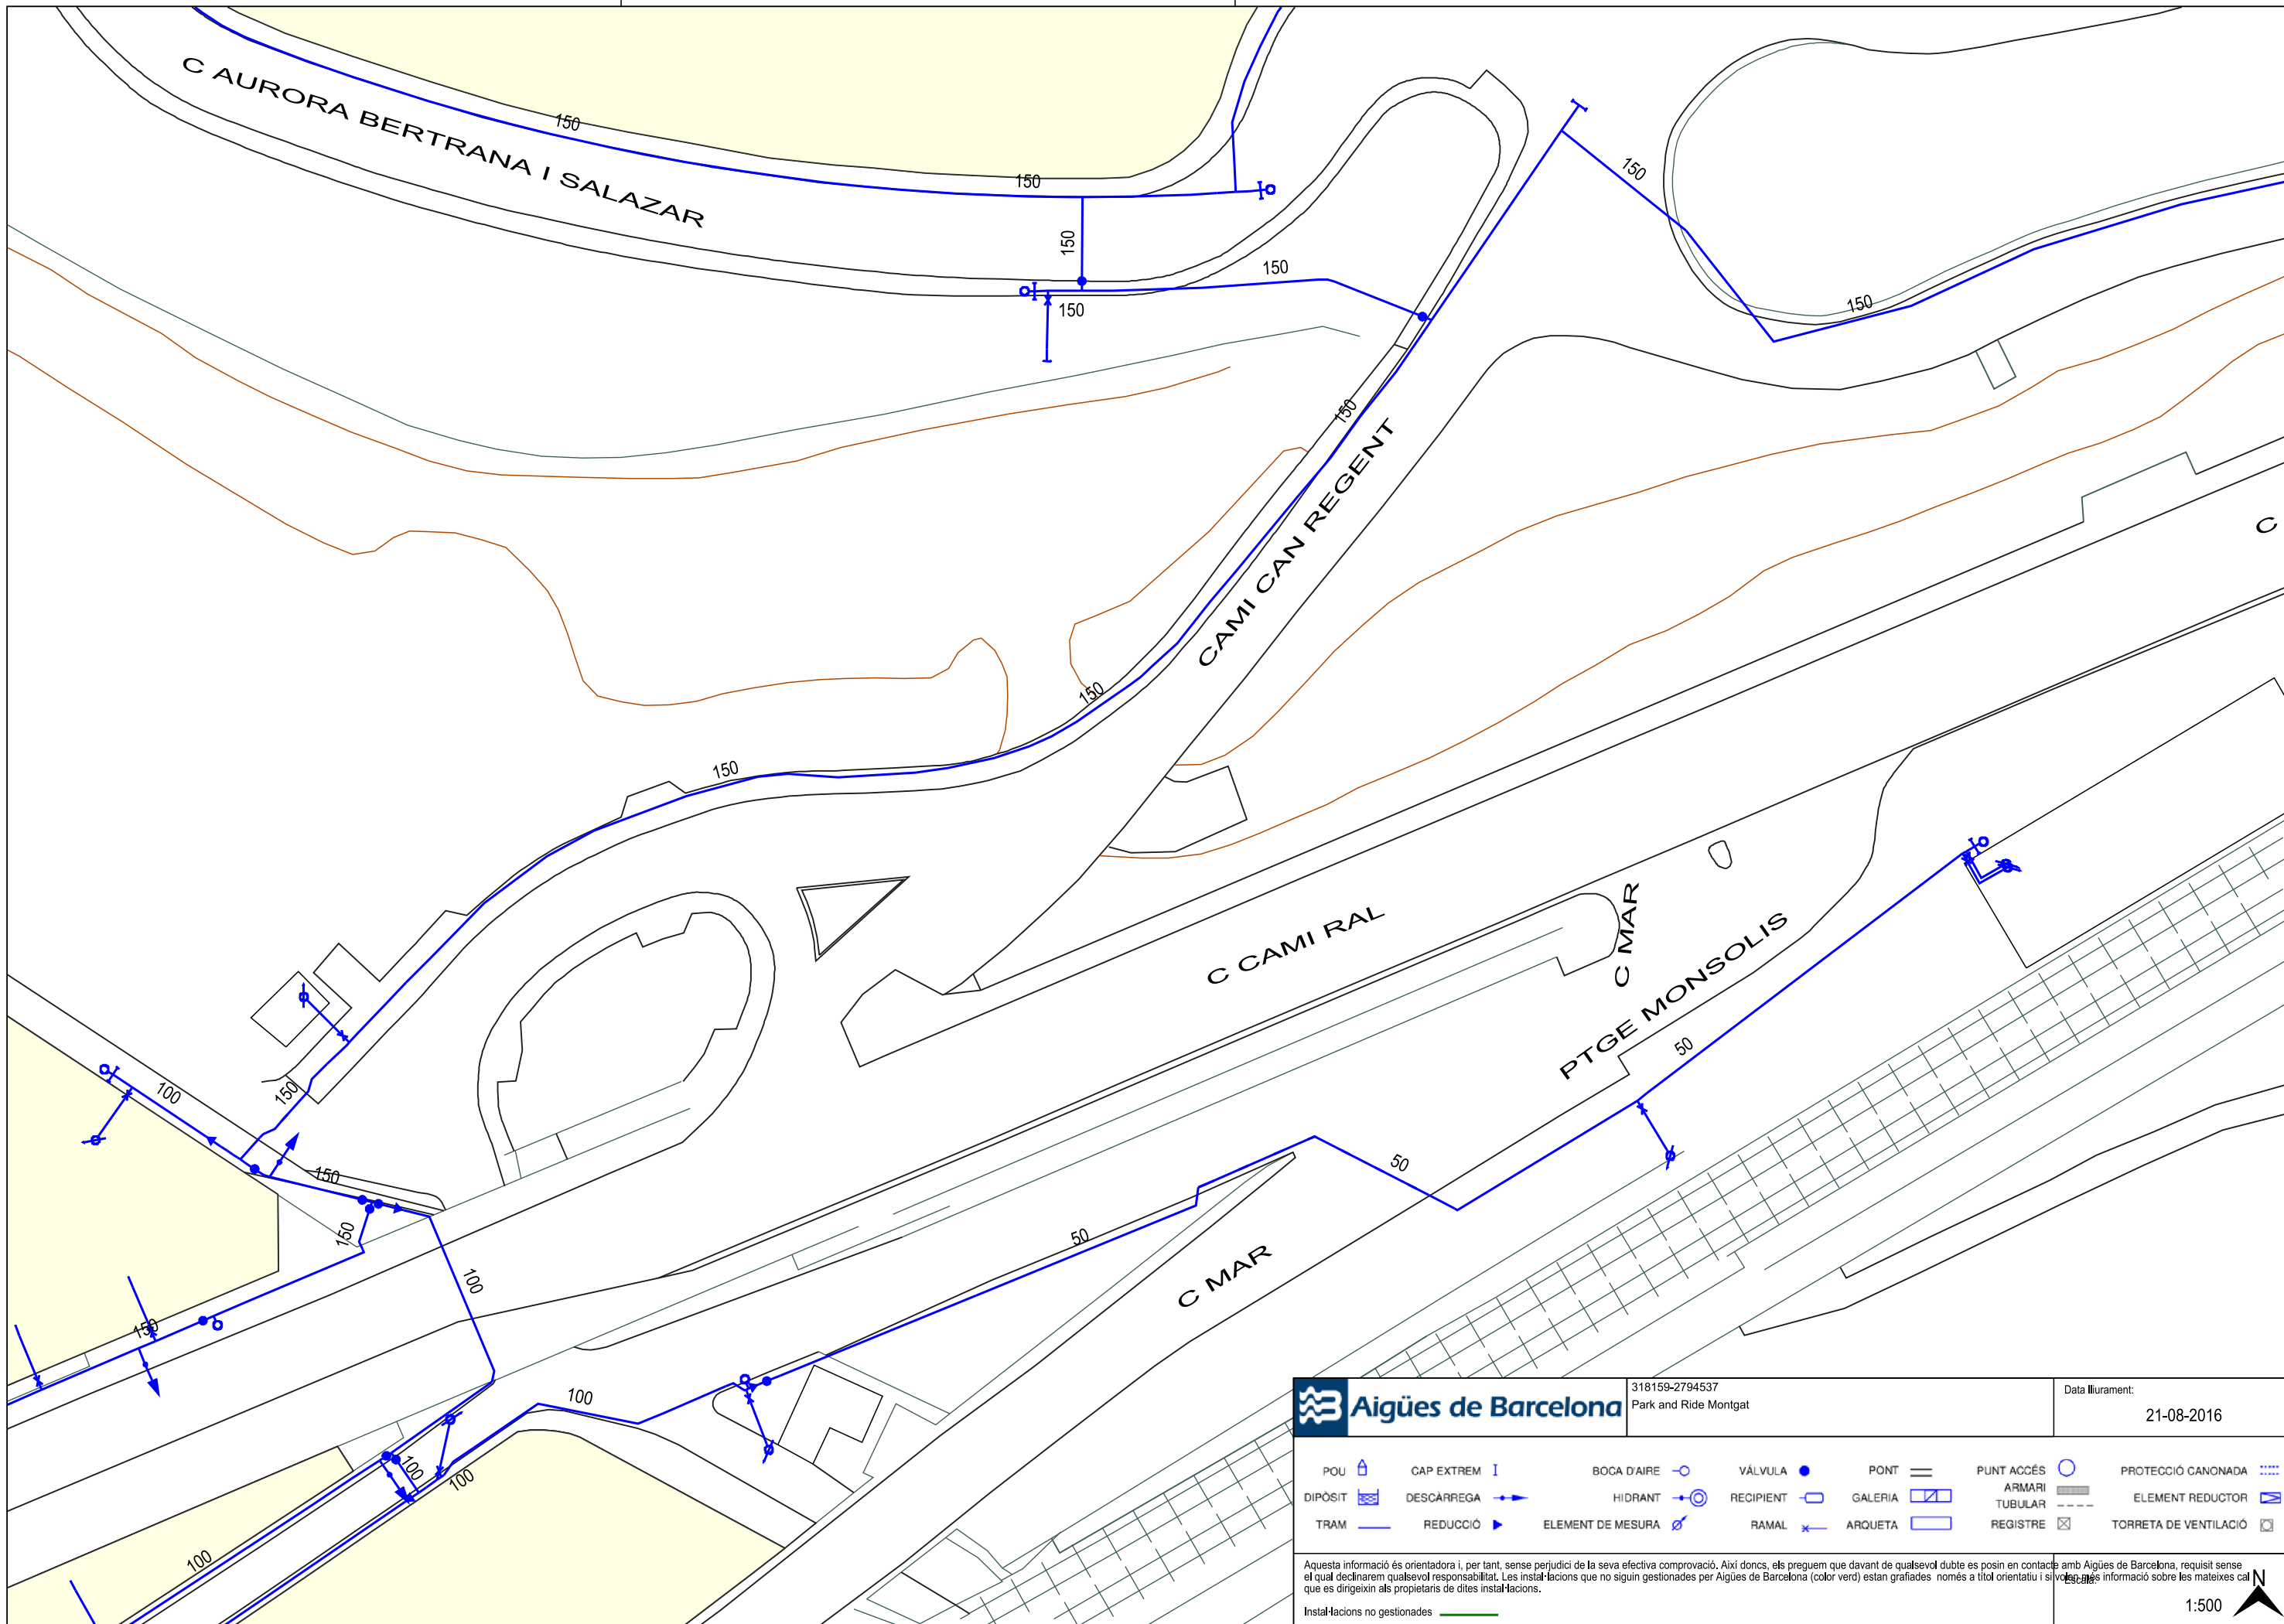 C AURORA BERTRANA I SALAZAR
150
150
150
150
150
150
150
150
CAMI CAN REGENT
150
150
C
C CAMI RAL
C MAR
PTGE MONSOLIS
50
100
150
150
150
100
50
50
C MAR
150
100
100
100
100
Aigües de Barcelona
318159-2794537
Park and Ride Montgat
Data lliurament:
21-08-2016
POU
CAP EXTREM
BOCA D'AIRE
VÁLVULA
PONT
PUNT ACCÉS
PROTECCIÓ CANONADA
DIPÒSIT
DESCÀRREGA
HIDRANT
RECIPIENT
GALERIA
ARMARI
TUBULAR
ELEMENT REDUCTOR
TRAM
REDUCCIÓ
ELEMENT DE MESURA
RAMAL
ARQUETA
REGISTRE
TORRETA DE VENTILACIÓ
Aquesta informació és orientadora i, per tant, sense perjudici de la seva efectiva comprovació. Així doncs, els preguem que davant de qualsevol dubte es posin en contacte amb Aigües de Barcelona, requisit sense
el qual declinarem qualsevol responsabilitat. Les instal·lacions que no siguin gestionades per Aigües de Barcelona (color verd) estan grafiades només a títol orientatiu i si volen més informació sobre les mateixes cal
que es dirigeixin als propietaris de dites instal·lacions.
Escala:
N
1:500
Instal·lacions no gestionades